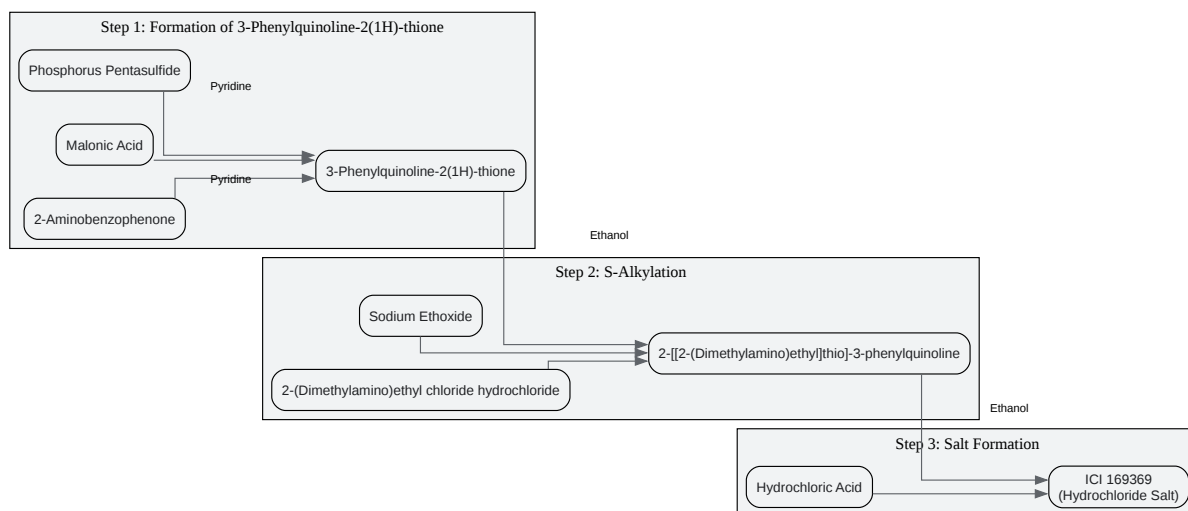 Step 1: Formation of 3-Phenylquinoline-2(1H)-thione
Phosphorus Pentasulfide
Pyridine
Malonic Acid
3-Phenylquinoline-2(1H)-thione
Pyridine
2-Aminobenzophenone
Ethanol
Step 2: S-Alkylation
Sodium Ethoxide
2-[[2-(Dimethylamino)ethyl]thio]-3-phenylquinoline
2-(Dimethylamino)ethyl chloride hydrochloride
Ethanol
Step 3: Salt Formation
Hydrochloric Acid
ICI 169369
(Hydrochloride Salt)